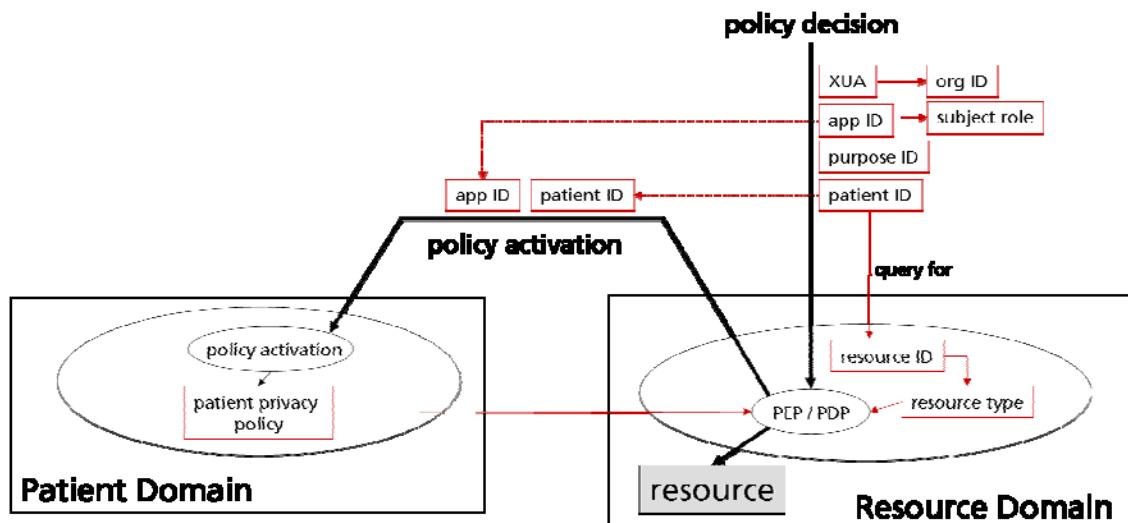 policy decision
XUA
org ID
app ID
subject role
purpose ID
app ID
patient ID
patient ID
policy activation
query for
policy activation
resource ID
patient privacy
policy
PEP / PDP
resource type
Patient Domain
resource
Resource Domain